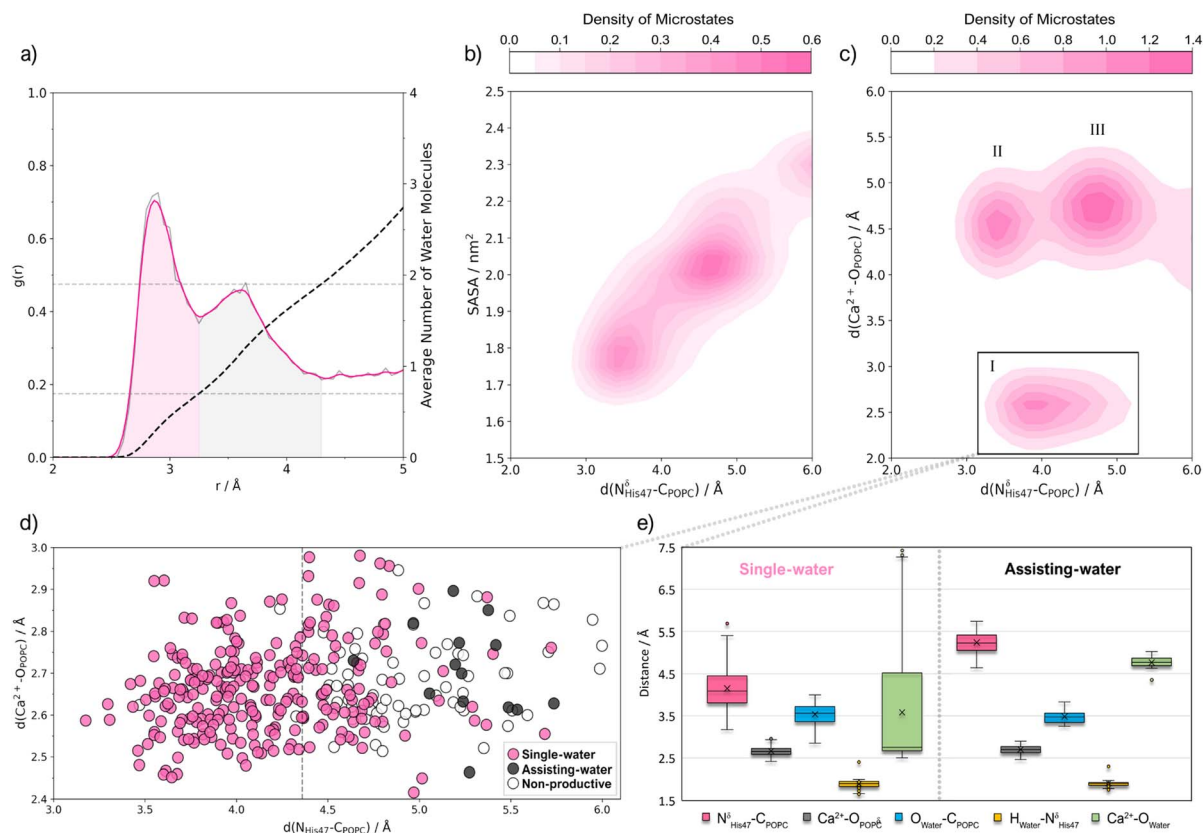 Density of Microstates
0.0 0.1 0.2 0.3 0.4 0.5 0.6
Density of Microstates
0.0 0.2 0.4 0.6 0.8 1.0 1.2 1.4
a)
b)
c)
1.0
0.8
0.6
0.4
0.2
0.0
g(r)
2 3 4 5
r / Å
4
3
2
1
0
Average Number of Water Molecules
2.5
2.4
2.3
2.2
2.1
2.0
1.9
1.8
1.7
1.6
1.5
SASA / nm²
2.0 3.0 4.0 5.0 6.0
d(N^δ_His47-C_POPC) / Å
6.0
5.5
5.0
4.5
4.0
3.5
3.0
2.5
2.0
d(Ca²⁺-O_POPC) / Å
II
III
I
2.0 3.0 4.0 5.0 6.0
d(N^δ_His47-C_POPC) / Å
d)
3.0
2.9
2.8
2.7
2.6
2.5
2.4
d(Ca²⁺-O_POPC) / Å
3.0 3.5 4.0 4.5 5.0 5.5 6.0
d(N^δ_His47-C_POPC) / Å
Single-water
Assisting-water
Non-productive
e)
7.5
6.5
5.5
4.5
3.5
2.5
1.5
Distance / Å
Single-water
Assisting-water
N^δ_His47-C_POPC Ca²⁺-O_POPC O_Water-C_POPC H_Water-N^δ_His47 Ca²⁺-O_Water